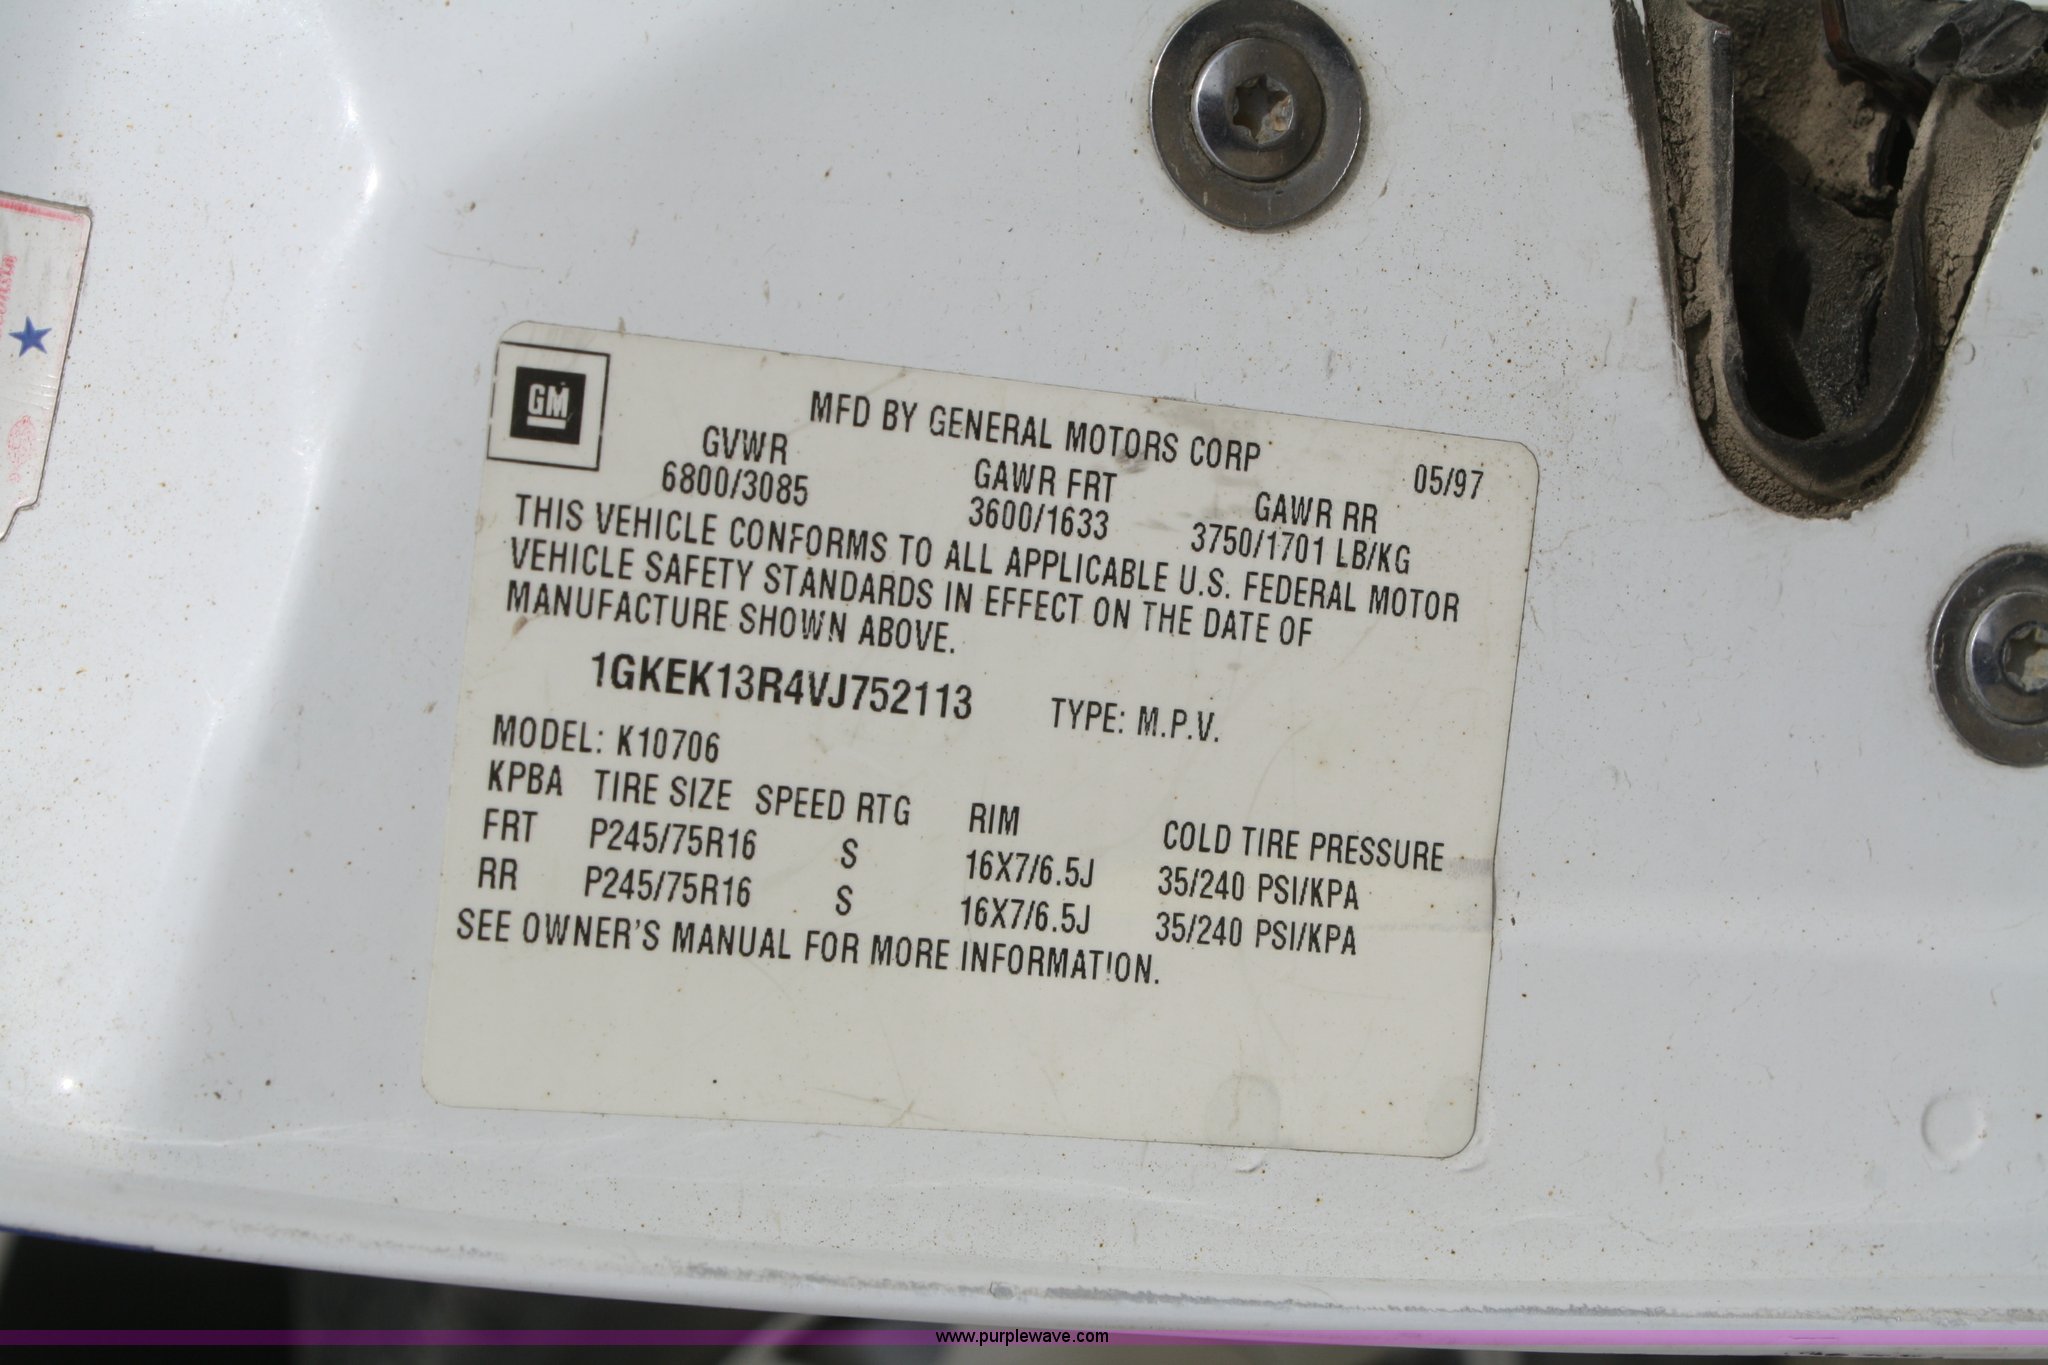 GM
MFD BY GENERAL MOTORS CORP
05/97
GVWR GAWR FRT GAWR RR
6800/3085 3600/1633 3750/1701 LB/KG
THIS VEHICLE CONFORMS TO ALL APPLICABLE U.S. FEDERAL MOTOR
VEHICLE SAFETY STANDARDS IN EFFECT ON THE DATE OF
MANUFACTURE SHOWN ABOVE.
1GKEK13R4VJ752113 TYPE: M.P.V.
MODEL: K10706
KPBA TIRE SIZE SPEED RTG RIM COLD TIRE PRESSURE
FRT P245/75R16 S 16X7/6.5J 35/240 PSI/KPA
RR P245/75R16 S 16X7/6.5J 35/240 PSI/KPA
SEE OWNER'S MANUAL FOR MORE INFORMATION.
www.purplewave.com